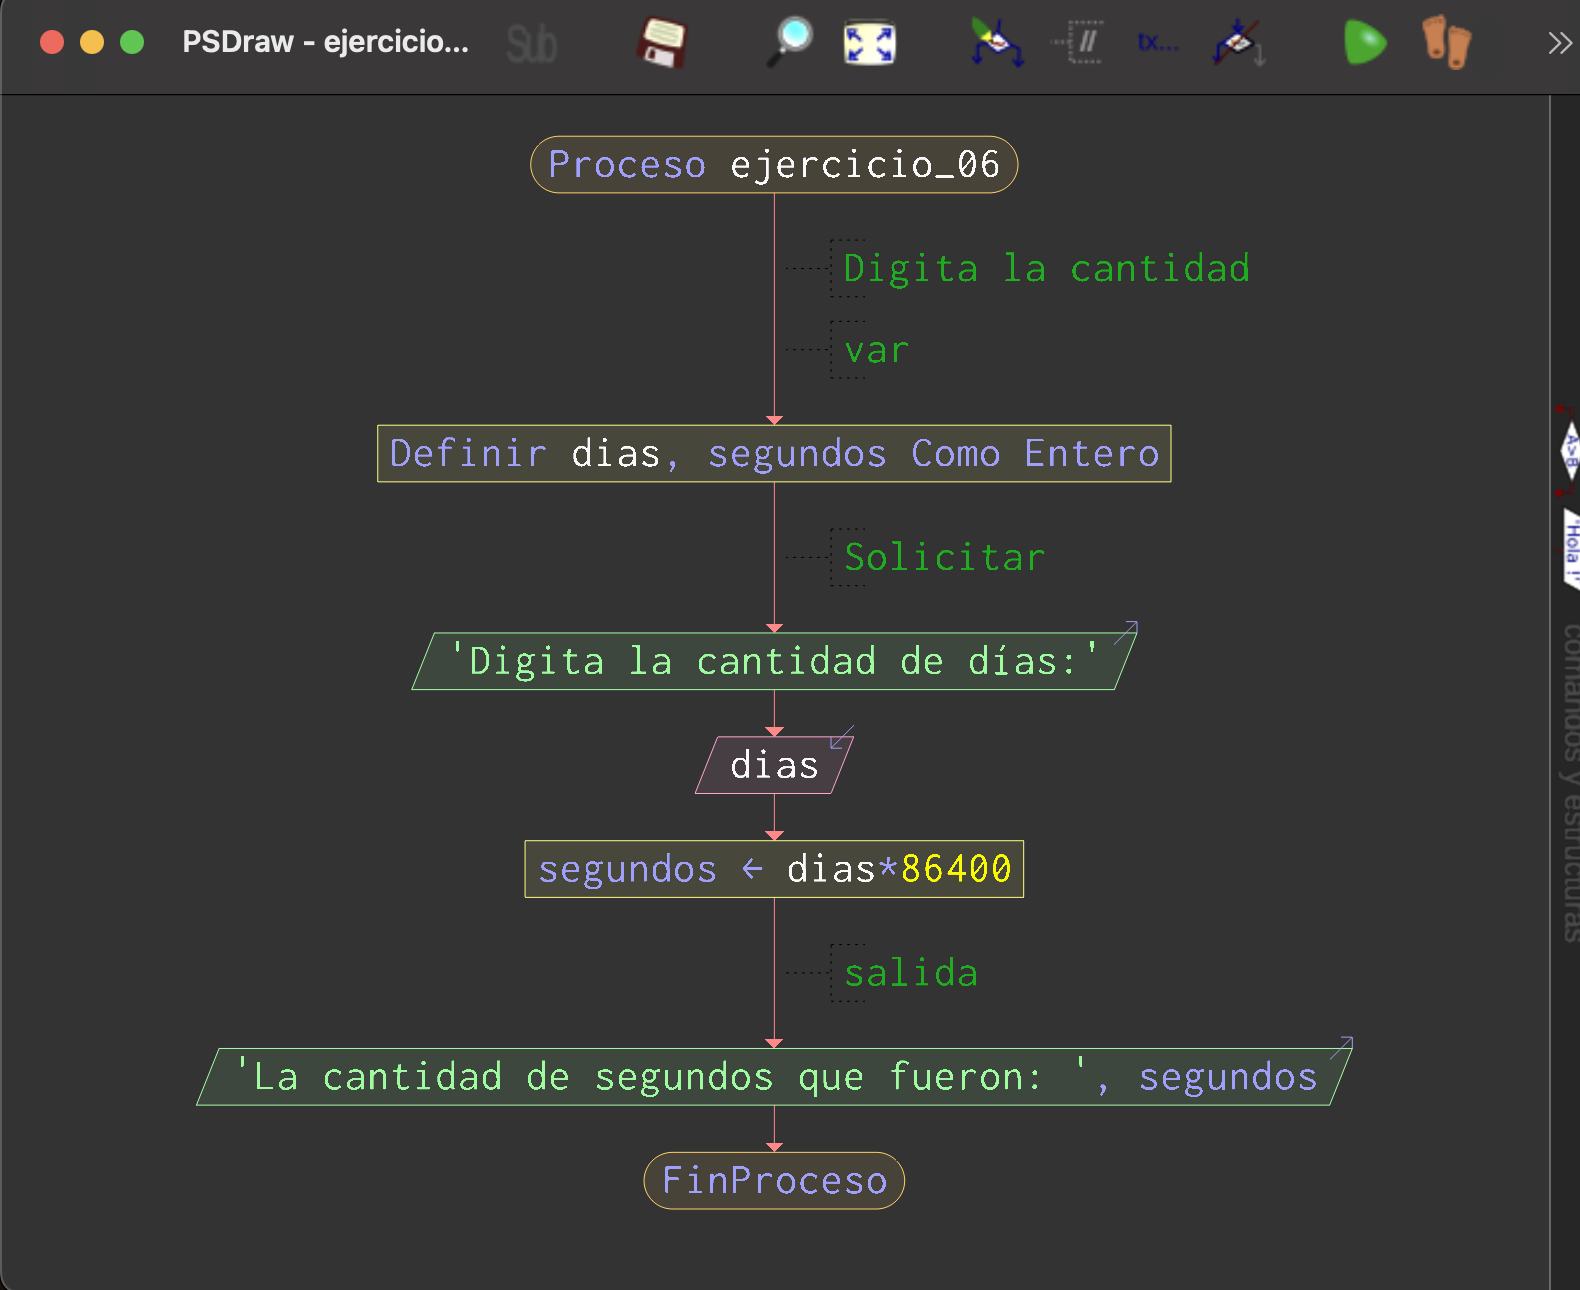 PSDraw - ejercicio...
Sub
//
tx...
Proceso ejercicio_06
Digita la cantidad
var
Definir dias, segundos Como Entero
Solicitar
'Digita la cantidad de días:'
dias
segundos ← dias*86400
salida
'La cantidad de segundos que fueron: ', segundos
FinProceso
A>B
"Hola !"
comandos y estructuras